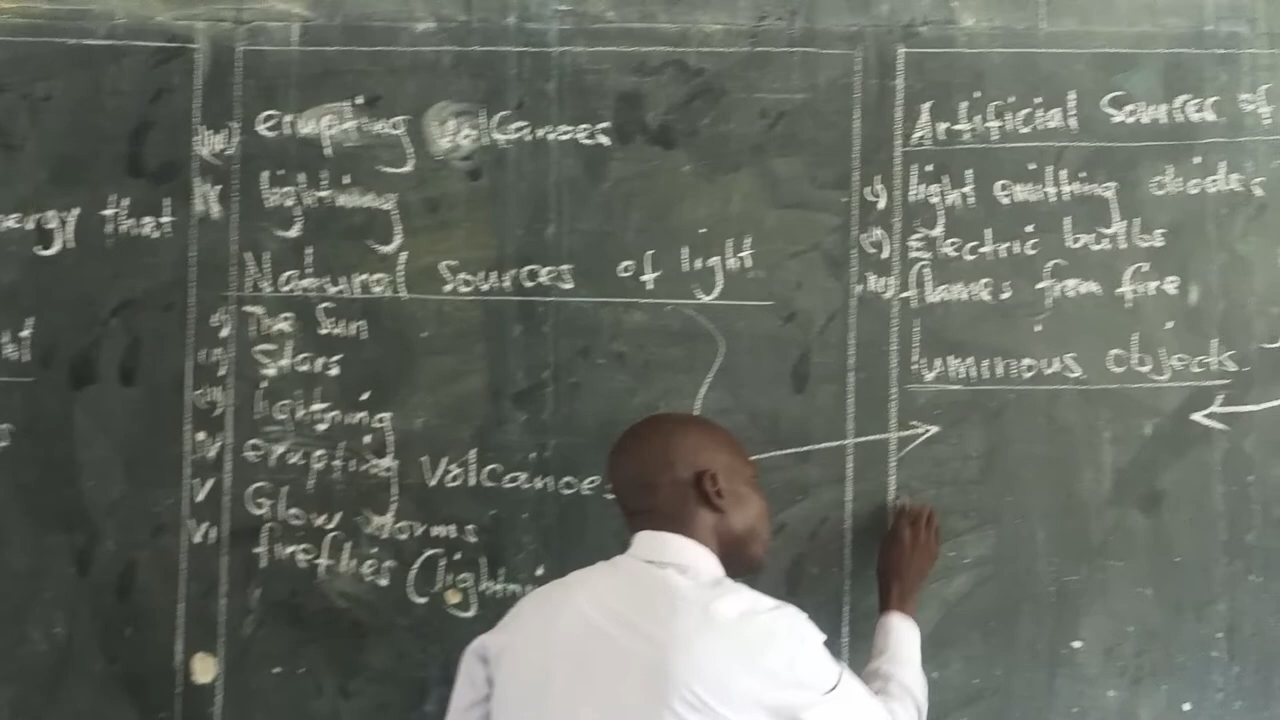 energy that
(iii) erupting Volcanoes
iv lightning
Natural Sources of light
i) The Sun
(ii) Stars
(iii) lightning
iv erupting Volcanoes
v Glow worms
vi fireflies (lightni
Artificial Sources of
i) light emitting diodes
ii) Electric bulbs
iii) flames from fire
luminous objects.